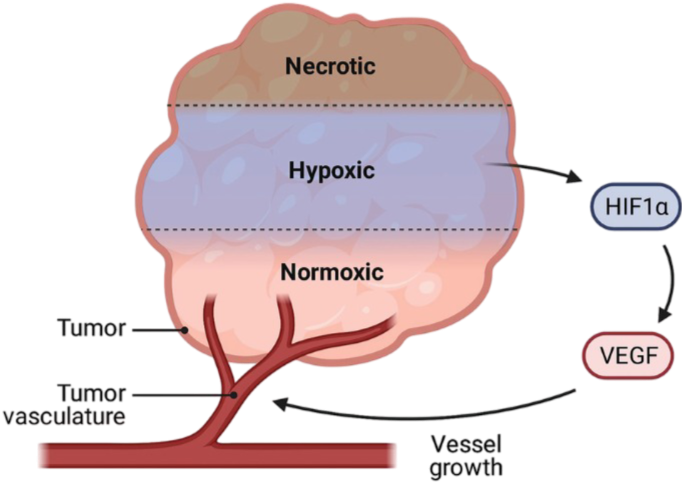 Necrotic
Hypoxic
HIF1α
Normoxic
Tumor
VEGF
Tumor
vasculature
Vessel
growth